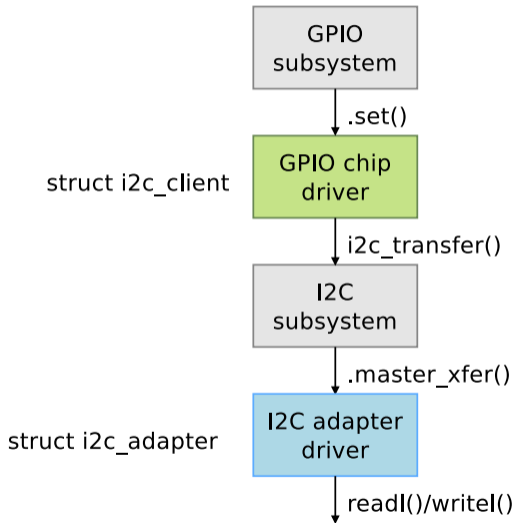 GPIO
subsystem
.set()
struct i2c_client
GPIO chip
driver
i2c_transfer()
I2C
subsystem
.master_xfer()
struct i2c_adapter
I2C adapter
driver
readl()/writel()